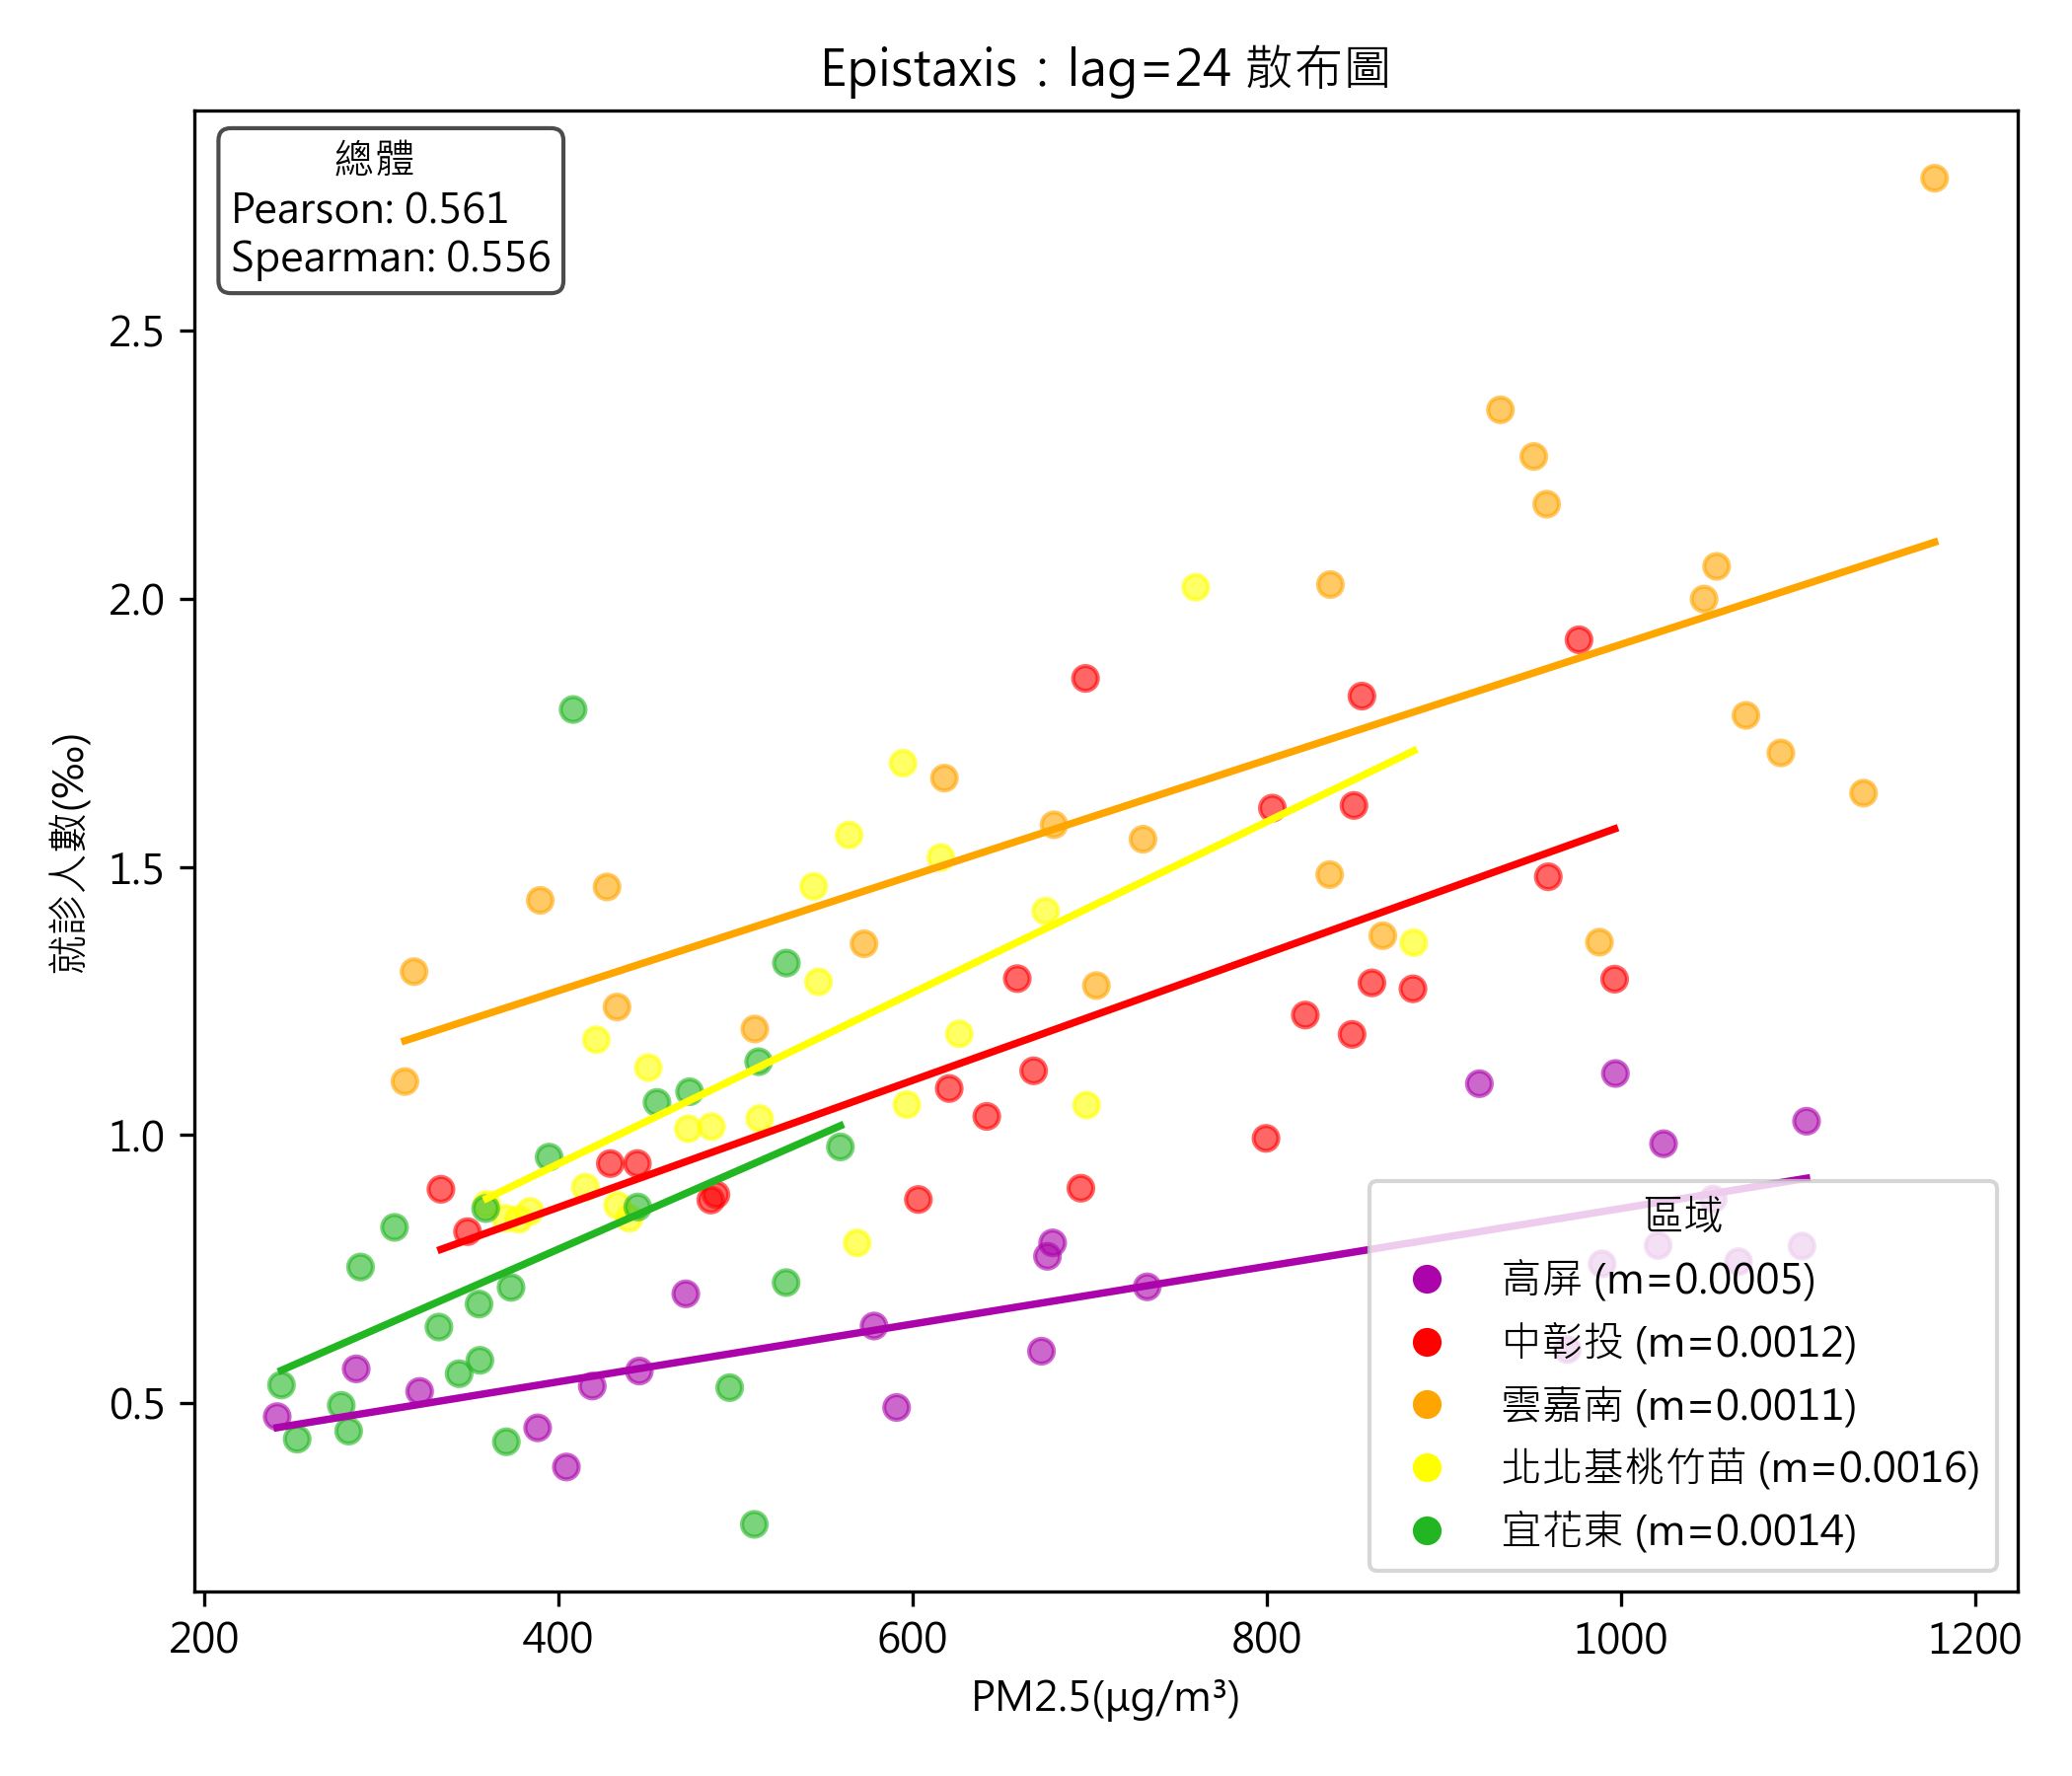 Epistaxis：lag=24 散布圖
總體
Pearson: 0.561
Spearman: 0.556
就診人數(‰)
2.5
2.0
1.5
1.0
0.5
區域
高屏 (m=0.0005)
中彰投 (m=0.0012)
雲嘉南 (m=0.0011)
北北基桃竹苗 (m=0.0016)
宜花東 (m=0.0014)
200 400 600 800 1000 1200
PM2.5(μg/m³)